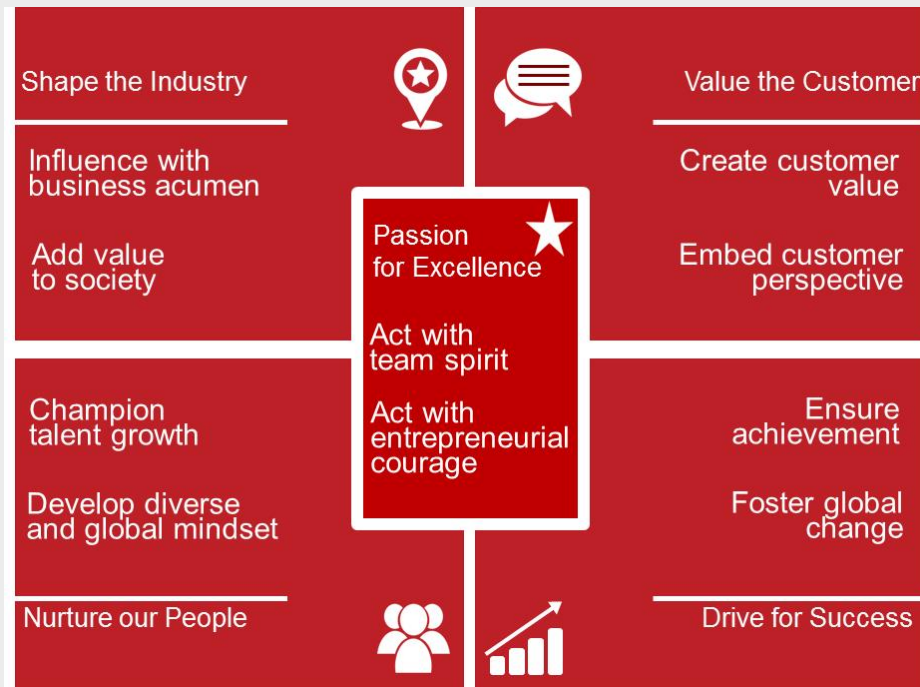 Shape the Industry
Influence with
business acumen
Add value
to society
Value the Customer
Create customer
value
Embed customer
perspective
Passion
for Excellence
Act with
team spirit
Act with
entrepreneurial
courage
Champion
talent growth
Develop diverse
and global mindset
Nurture our People
Ensure
achievement
Foster global
change
Drive for Success